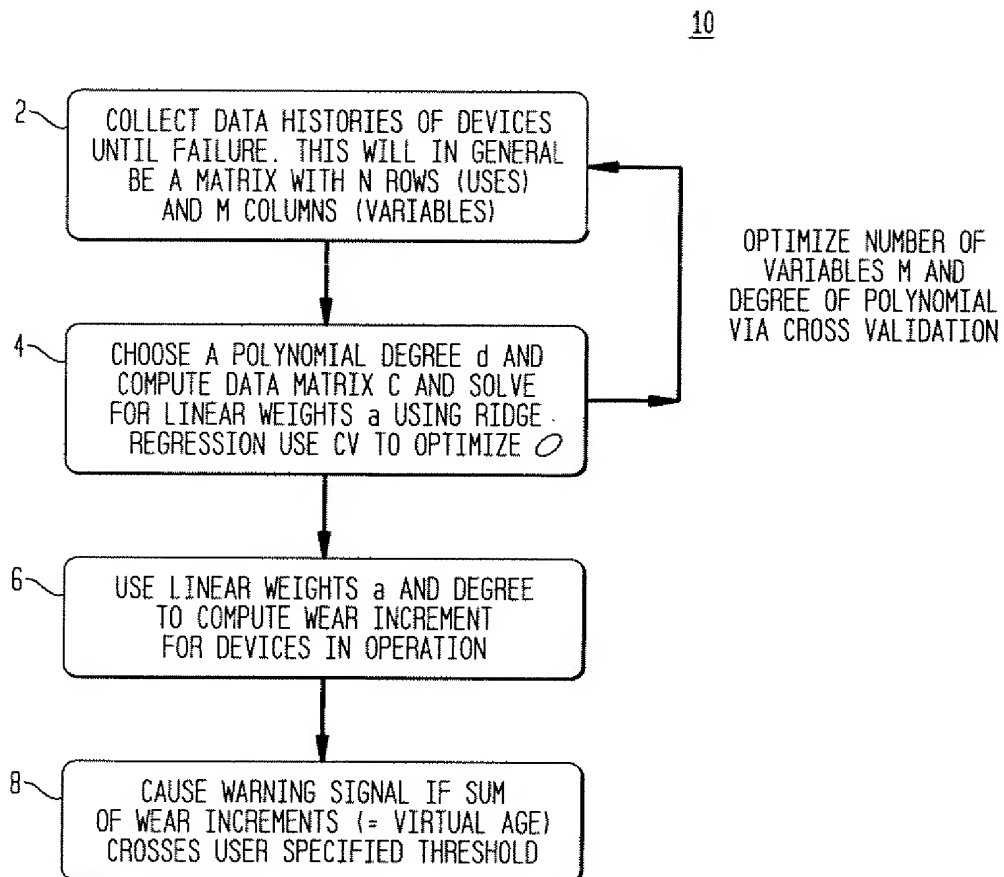 10
2
COLLECT DATA HISTORIES OF DEVICES
UNTIL FAILURE. THIS WILL IN GENERAL
BE A MATRIX WITH N ROWS (USES)
AND M COLUMNS (VARIABLES)
OPTIMIZE NUMBER OF
VARIABLES M AND
DEGREE OF POLYNOMIAL
VIA CROSS VALIDATION
4
CHOOSE A POLYNOMIAL DEGREE d AND
COMPUTE DATA MATRIX C AND SOLVE
FOR LINEAR WEIGHTS a USING RIDGE
REGRESSION USE CV TO OPTIMIZE
6
USE LINEAR WEIGHTS a AND DEGREE
TO COMPUTE WEAR INCREMENT
FOR DEVICES IN OPERATION
8
CAUSE WARNING SIGNAL IF SUM
OF WEAR INCREMENTS (= VIRTUAL AGE)
CROSSES USER SPECIFIED THRESHOLD